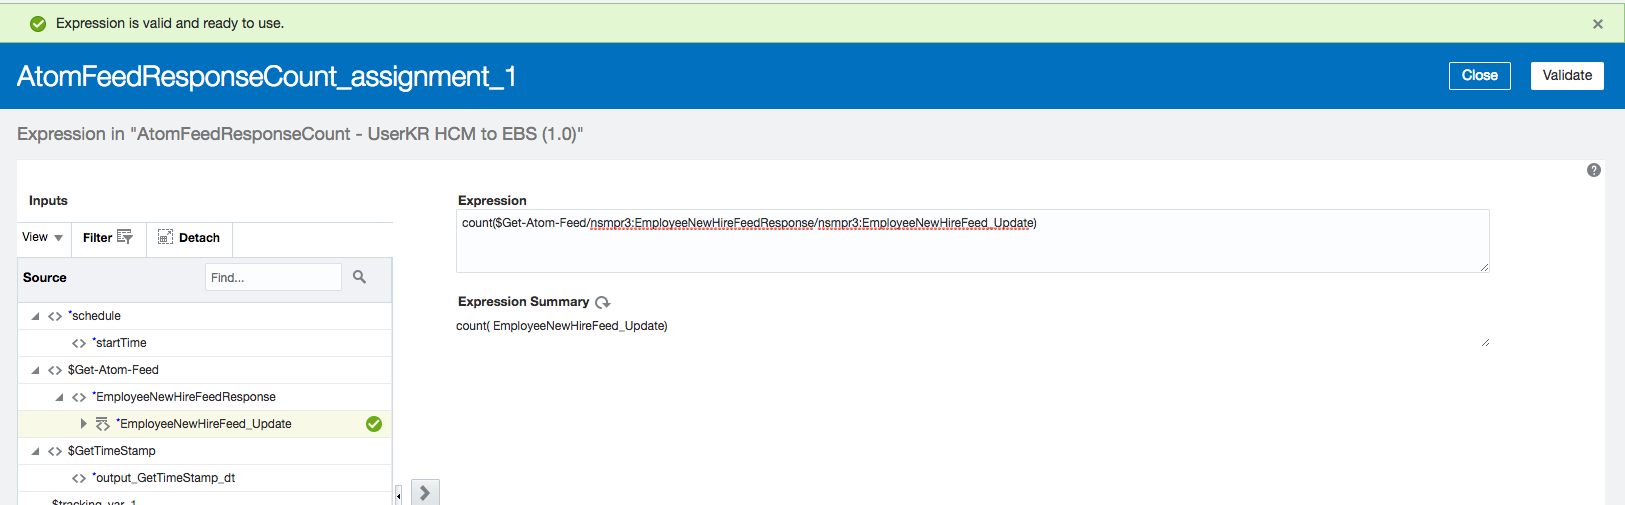 Expression is valid and ready to use.
AtomFeedResponseCount_assignment_1
Close
Validate
Expression in "AtomFeedResponseCount - UserKR HCM to EBS (1.0)"
Inputs
View
Filter
Detach
Source
Find...
*schedule
*startTime
$Get-Atom-Feed
*EmployeeNewHireFeedResponse
*EmployeeNewHireFeed_Update
$GetTimeStamp
*output_GetTimeStamp_dt
$tracking_var_1
Expression
count($Get-Atom-Feed/nsmpr3:EmployeeNewHireFeedResponse/nsmpr3:EmployeeNewHireFeed_Update)
Expression Summary
count( EmployeeNewHireFeed_Update)